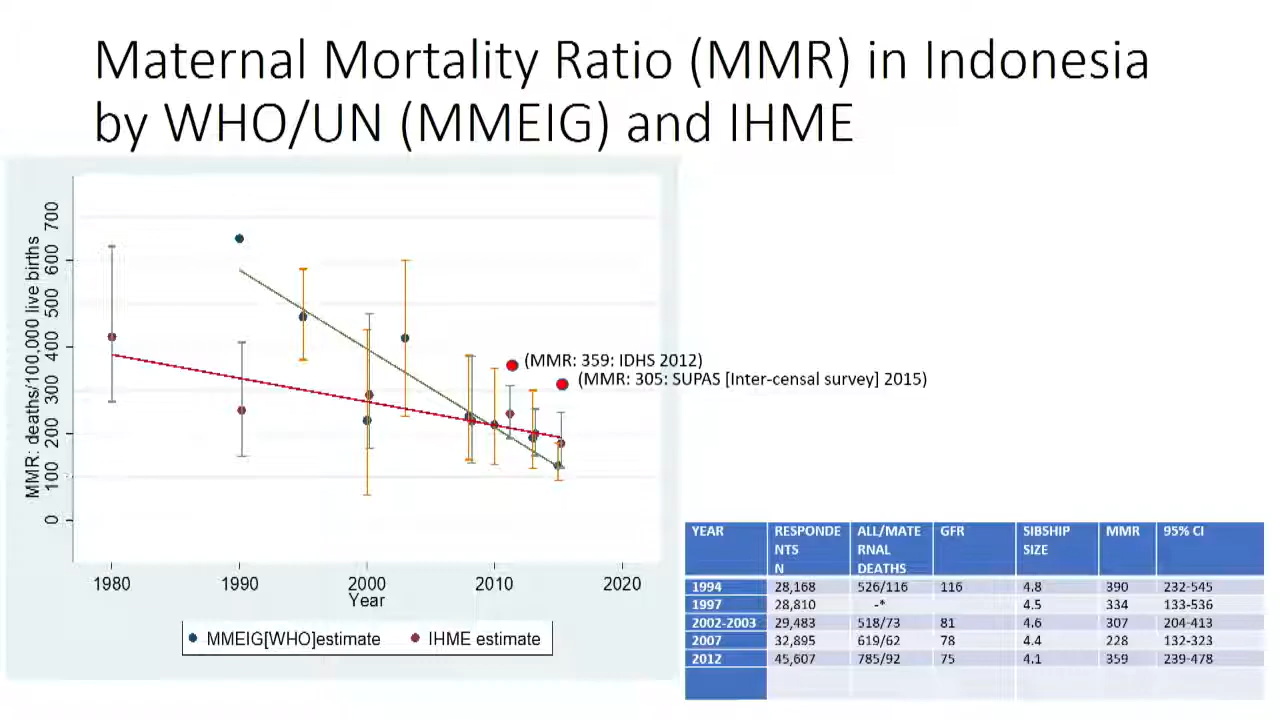 Maternal Mortality Ratio (MMR) in Indonesia
by WHO/UN (MMEIG) and IHME
MMR: deaths/100,000 live births
700
600
500
400
300
200
100
0
(MMR: 359: IDHS 2012)
(MMR: 305: SUPAS [Inter-censal survey] 2015)
1980 1990 2000 2010 2020
Year
MMEIG[WHO]estimate IHME estimate
YEAR RESPONDE ALL/MATE GFR SIBSHIP MMR 95% CI
NTS RNAL SIZE
N DEATHS
1994 28,168 526/116 116 4.8 390 232-545
1997 28,810 -* 4.5 334 133-536
2002-2003 29,483 518/73 81 4.6 307 204-413
2007 32,895 619/62 78 4.4 228 132-323
2012 45,607 785/92 75 4.1 359 239-478